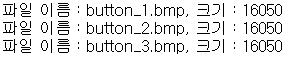 파일 이름 : button_1.bmp, 크기 : 16050
파일 이름 : button_2.bmp, 크기 : 16050
파일 이름 : button_3.bmp, 크기 : 16050